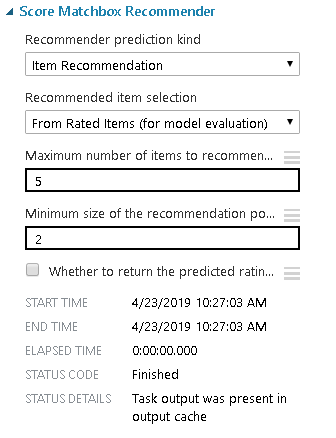 Score Matchbox Recommender
Recommender prediction kind
Item Recommendation
Recommended item selection
From Rated Items (for model evaluation)
Maximum number of items to recommen...
5
Minimum size of the recommendation po...
2
Whether to return the predicted ratin...
START TIME 4/23/2019 10:27:03 AM
END TIME 4/23/2019 10:27:03 AM
ELAPSED TIME 0:00:00.000
STATUS CODE Finished
STATUS DETAILS Task output was present in
output cache